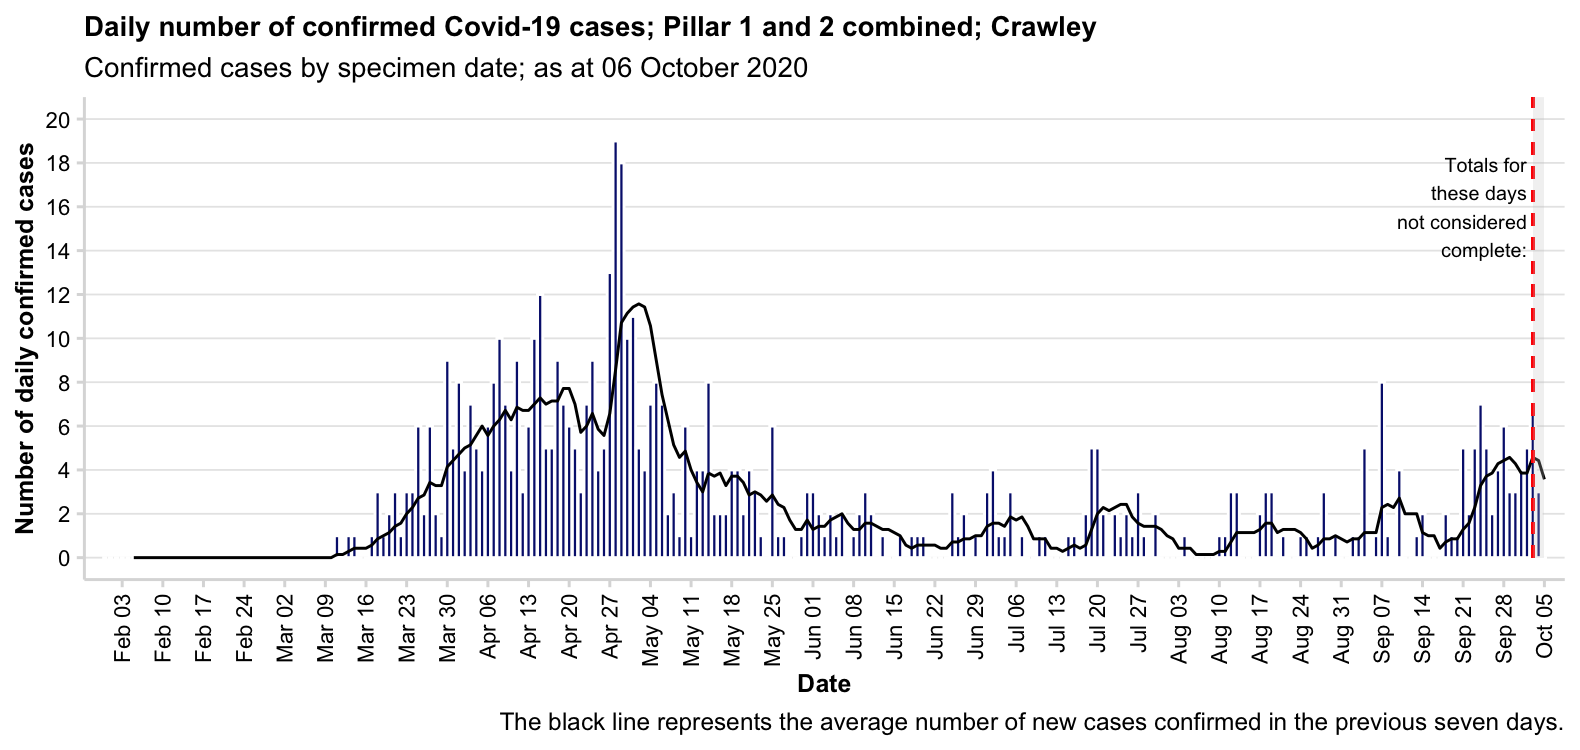 Daily number of confirmed Covid-19 cases; Pillar 1 and 2 combined; Crawley
Confirmed cases by specimen date; as at 06 October 2020
Number of daily confirmed cases
20
18
16
14
12
10
8
6
4
2
0
Totals for
these days
not considered
complete:
Feb 03
Feb 10
Feb 17
Feb 24
Mar 02
Mar 09
Mar 16
Mar 23
Mar 30
Apr 06
Apr 13
Apr 20
Apr 27
May 04
May 11
May 18
May 25
Jun 01
Jun 08
Jun 15
Jun 22
Jun 29
Jul 06
Jul 13
Jul 20
Jul 27
Aug 03
Aug 10
Aug 17
Aug 24
Aug 31
Sep 07
Sep 14
Sep 21
Sep 28
Oct 05
Date
The black line represents the average number of new cases confirmed in the previous seven days.